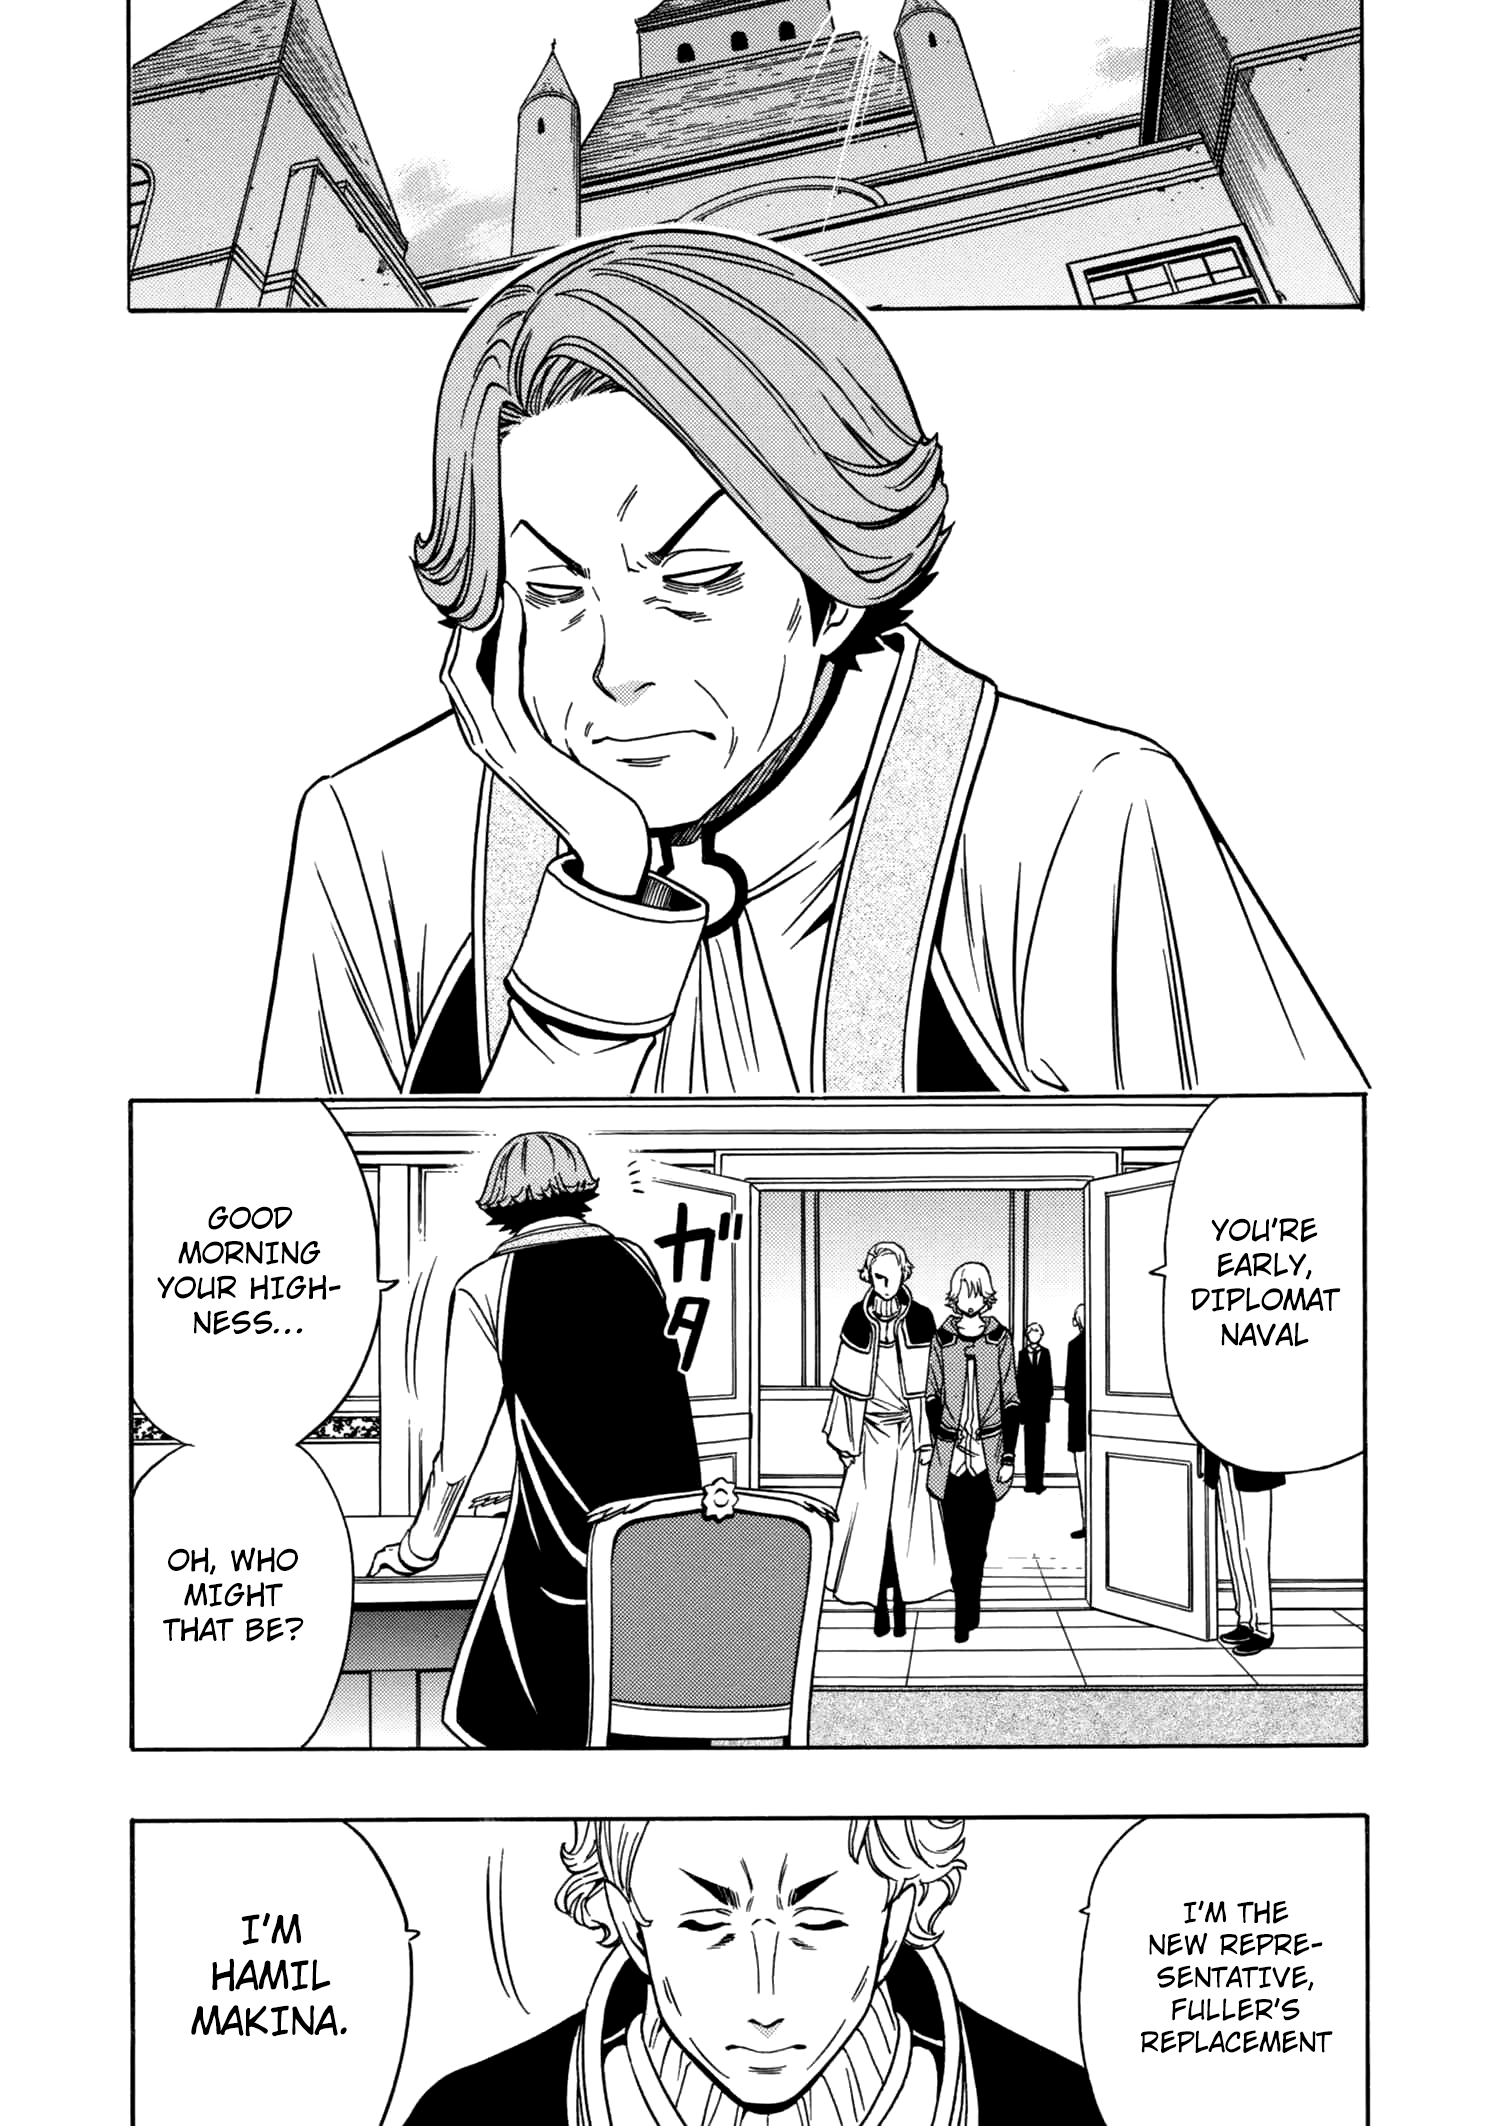 YOU'RE
EARLY,
DIPLOMAT
NAVAL
ガタ
GOOD
MORNING
YOUR HIGH-
NESS...
OH, WHO
MIGHT
THAT BE?
I'M THE
NEW REPRE-
SENTATIVE,
FULLER'S
REPLACEMENT
I'M
HAMIL
MAKINA.